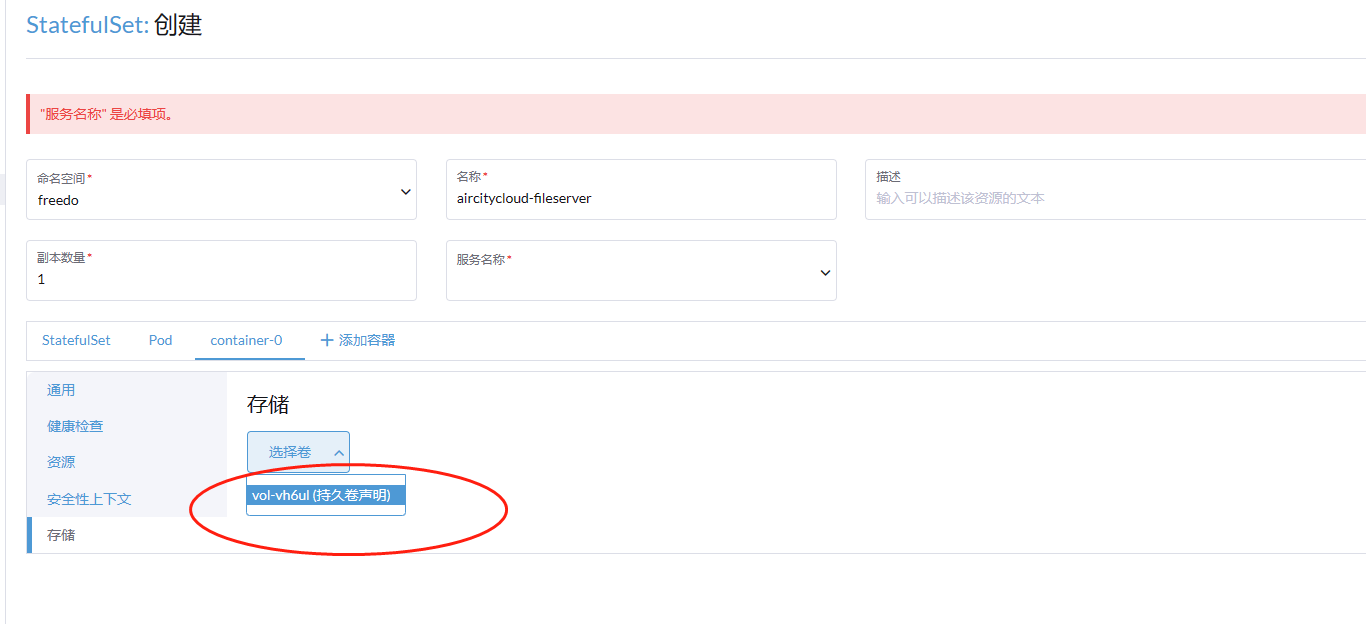 StatefulSet: 创建
"服务名称" 是必填项。
命名空间*
freedo
名称*
aircitycloud-fileserver
描述
输入可以描述该资源的文本
副本数量*
1
服务名称*
StatefulSet
Pod
container-0
+ 添加容器
通用
健康检查
资源
安全性上下文
存储
存储
选择卷
vol-vh6ul (持久卷声明)